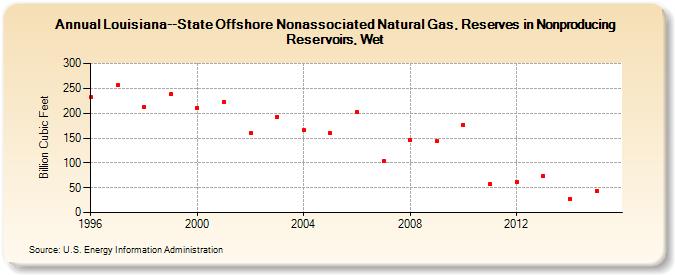 Annual Louisiana--State Offshore Nonassociated Natural Gas, Reserves in Nonproducing
Reservoirs, Wet
Billion Cubic Feet
300
250
200
150
100
50
0
1996 2000 2004 2008 2012
Source: U.S. Energy Information Administration